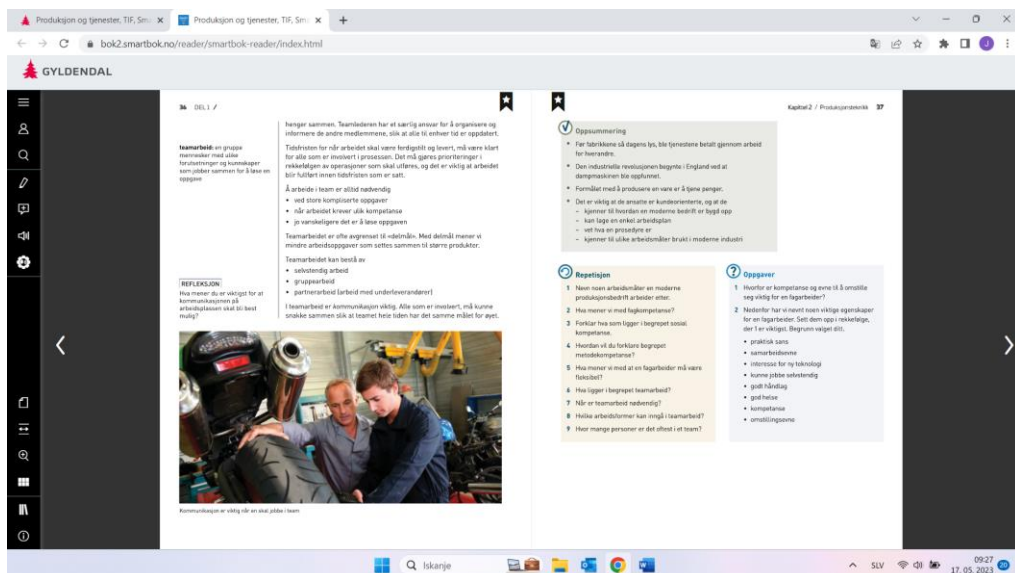 Produksjon og tjenester, TIF, Sm
Produksjon og tjenester, TIF, Sm
bok2.smartbok.no/reader/smartbok-reader/index.html
J
GYLDENDAL
36 DEL 1 /
henger sammen. Teamlederen har et særlig ansvar for å organisere og
informere de andre medlemmene, slik at alle til enhver tid er oppdatert.
teamarbeid: en gruppe
mennesker med ulike
forutsetninger og kunnskaper
som jobber sammen for å løse en
oppgave
Tidsfristen for når arbeidet skal være ferdigstilt og levert, må være klart
for alle som er involvert i prosessen. Det må gjøres prioriteringer i
rekkefølgen av operasjoner som skal utføres, og det er viktig at arbeidet
blir fullført innen tidsfristen som er satt.
Å arbeide i team er alltid nødvendig
• ved store kompliserte oppgaver
• når arbeidet krever ulik kompetanse
• jo vanskeligere det er å løse oppgaven
Teamarbeidet er ofte avgrenset til «delmål». Med delmål mener vi
mindre arbeidsoppgaver som settes sammen til større produkter.
Teamarbeidet kan bestå av
• selvstendig arbeid
• gruppearbeid
• partnerarbeid (arbeid med underleverandører)
REFLEKSJON
Hva mener du er viktigst for at
kommunikasjonen på
arbeidsplassen skal bli best
mulig?
I teamarbeid er kommunikasjon viktig. Alle som er involvert, må kunne
snakke sammen slik at teamet hele tiden har det samme målet for øyet.
Kommunikasjon er viktig når en skal jobbe i team
Kapittel 2 / Produksjonsteknikk 37
Oppsummering
• Før fabrikkene så dagens lys, ble tjenestene betalt gjennom arbeid
for hverandre.
• Den industrielle revolusjonen begynte i England ved at
dampmaskinen ble oppfunnet.
• Formålet med å produsere en vare er å tjene penger.
• Det er viktig at de ansatte er kundeorienterte, og at de
– kjenner til hvordan en moderne bedrift er bygd opp
– kan lage en enkel arbeidsplan
– vet hva en prosedyre er
– kjenner til ulike arbeidsmåter brukt i moderne industri
Repetisjon
1 Nevn noen arbeidsmåter en moderne
produksjonsbedrift arbeider etter.
2 Hva mener vi med fagkompetanse?
3 Forklar hva som ligger i begrepet sosial
kompetanse.
4 Hvordan vil du forklare begrepet
metodekompetanse?
5 Hva mener vi med at en fagarbeider må være
fleksibel?
6 Hva ligger i begrepet teamarbeid?
7 Når er teamarbeid nødvendig?
8 Hvilke arbeidsformer kan inngå i teamarbeid?
9 Hvor mange personer er det oftest i et team?
Oppgaver
1 Hvorfor er kompetanse og evne til å omstille
seg viktig for en fagarbeider?
2 Nedenfor har vi nevnt noen viktige egenskaper
for en fagarbeider. Sett dem opp i rekkefølge,
der 1 er viktigst. Begrunn valget ditt.
• praktisk sans
• samarbeidsevne
• interesse for ny teknologi
• kunne jobbe selvstendig
• godt håndlag
• god helse
• kompetanse
• omstillingsevne
Iskanje
SLV
09:27
17. 05. 2023
20